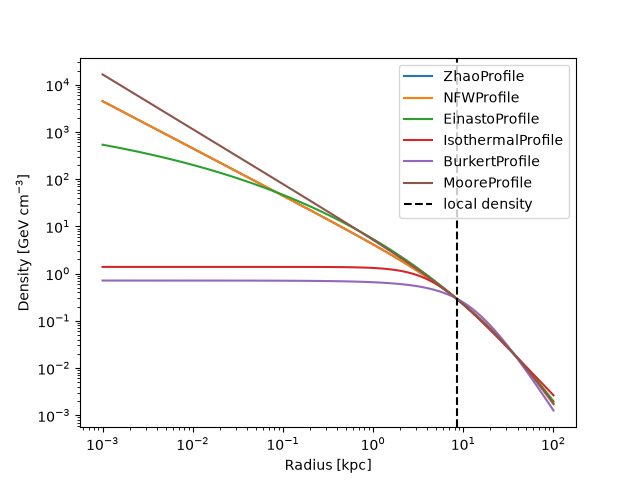 ZhaoProfile
NFWProfile
EinastoProfile
IsothermalProfile
BurkertProfile
MooreProfile
local density
Density [GeV cm⁻³]
10⁴
10³
10²
10¹
10⁰
10⁻¹
10⁻²
10⁻³
10⁻³ 10⁻² 10⁻¹ 10⁰ 10¹ 10²
Radius [kpc]